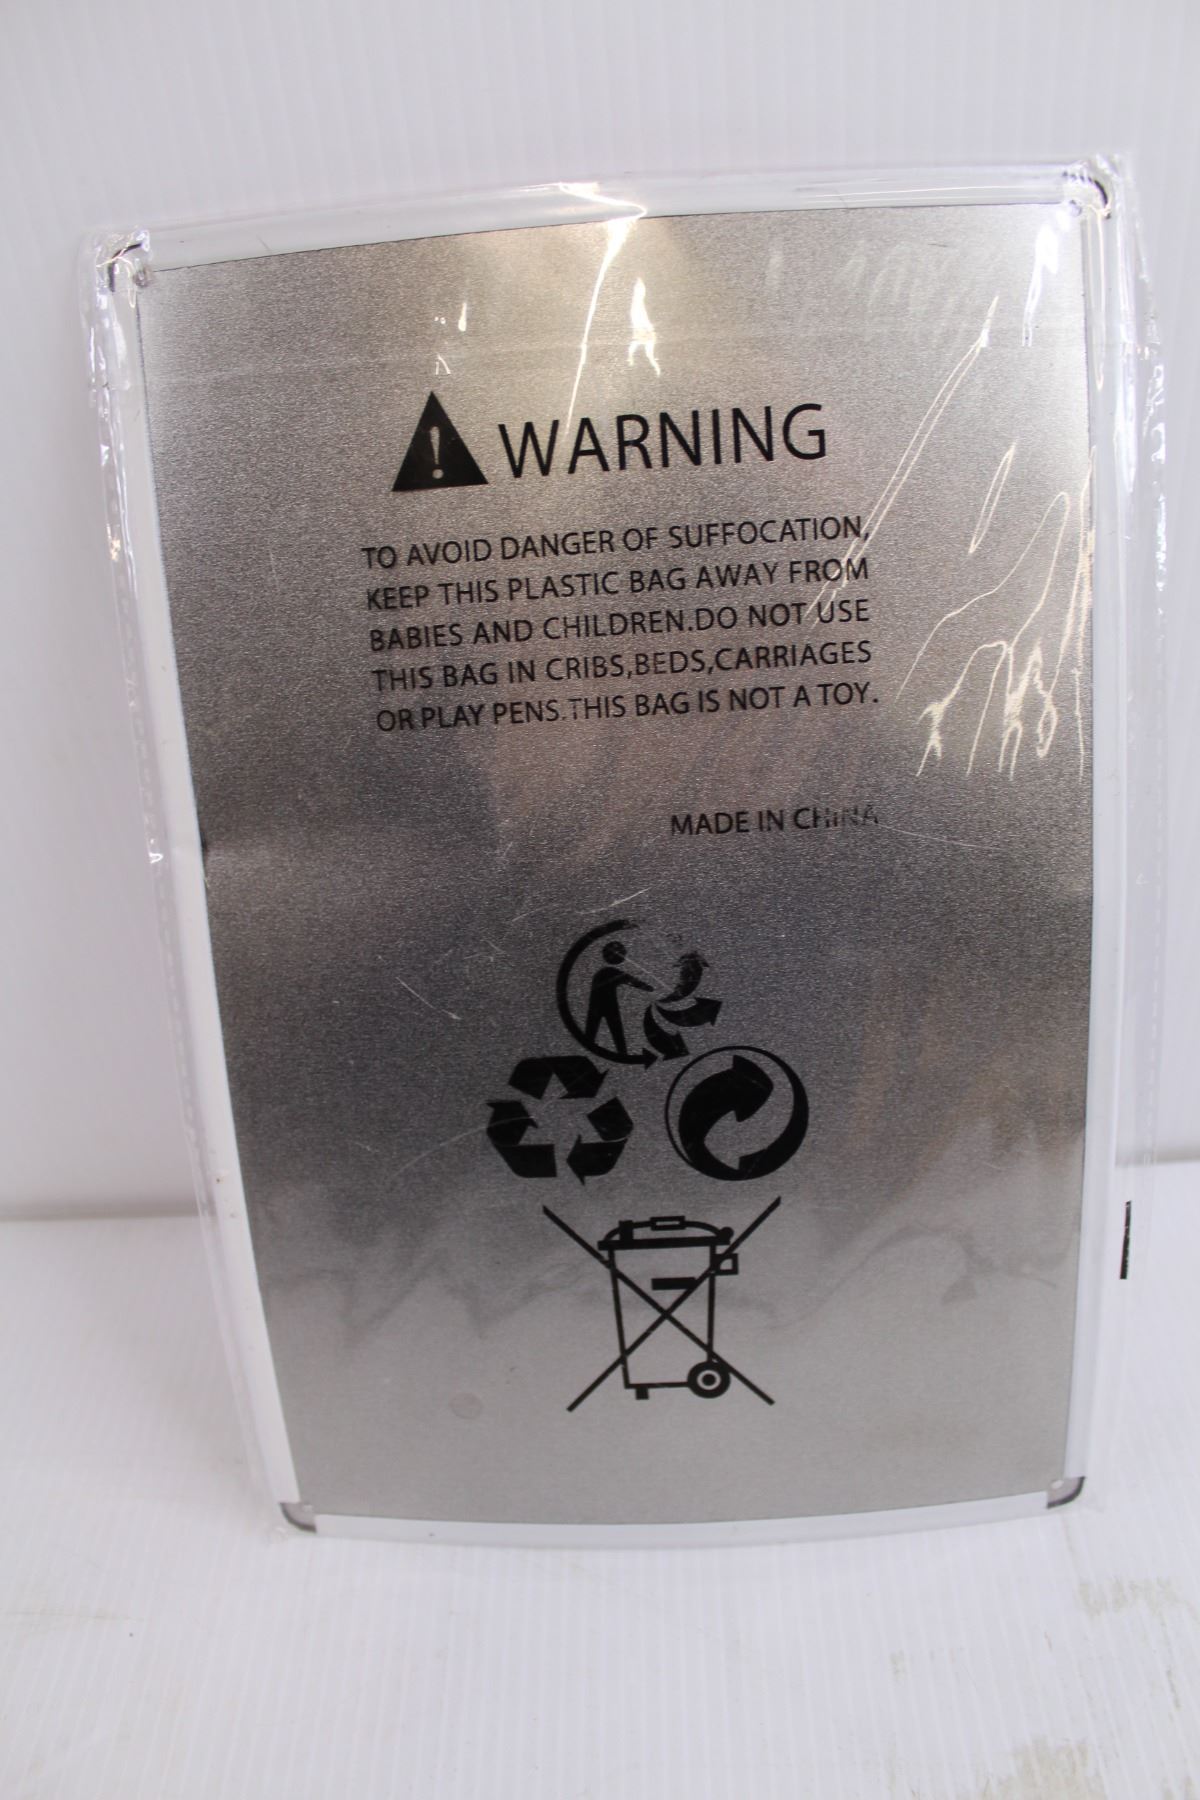 WARNING
TO AVOID DANGER OF SUFFOCATION,
KEEP THIS PLASTIC BAG AWAY FROM
BABIES AND CHILDREN.DO NOT USE
THIS BAG IN CRIBS,BEDS,CARRIAGES
OR PLAY PENS.THIS BAG IS NOT A TOY.
MADE IN CHINA